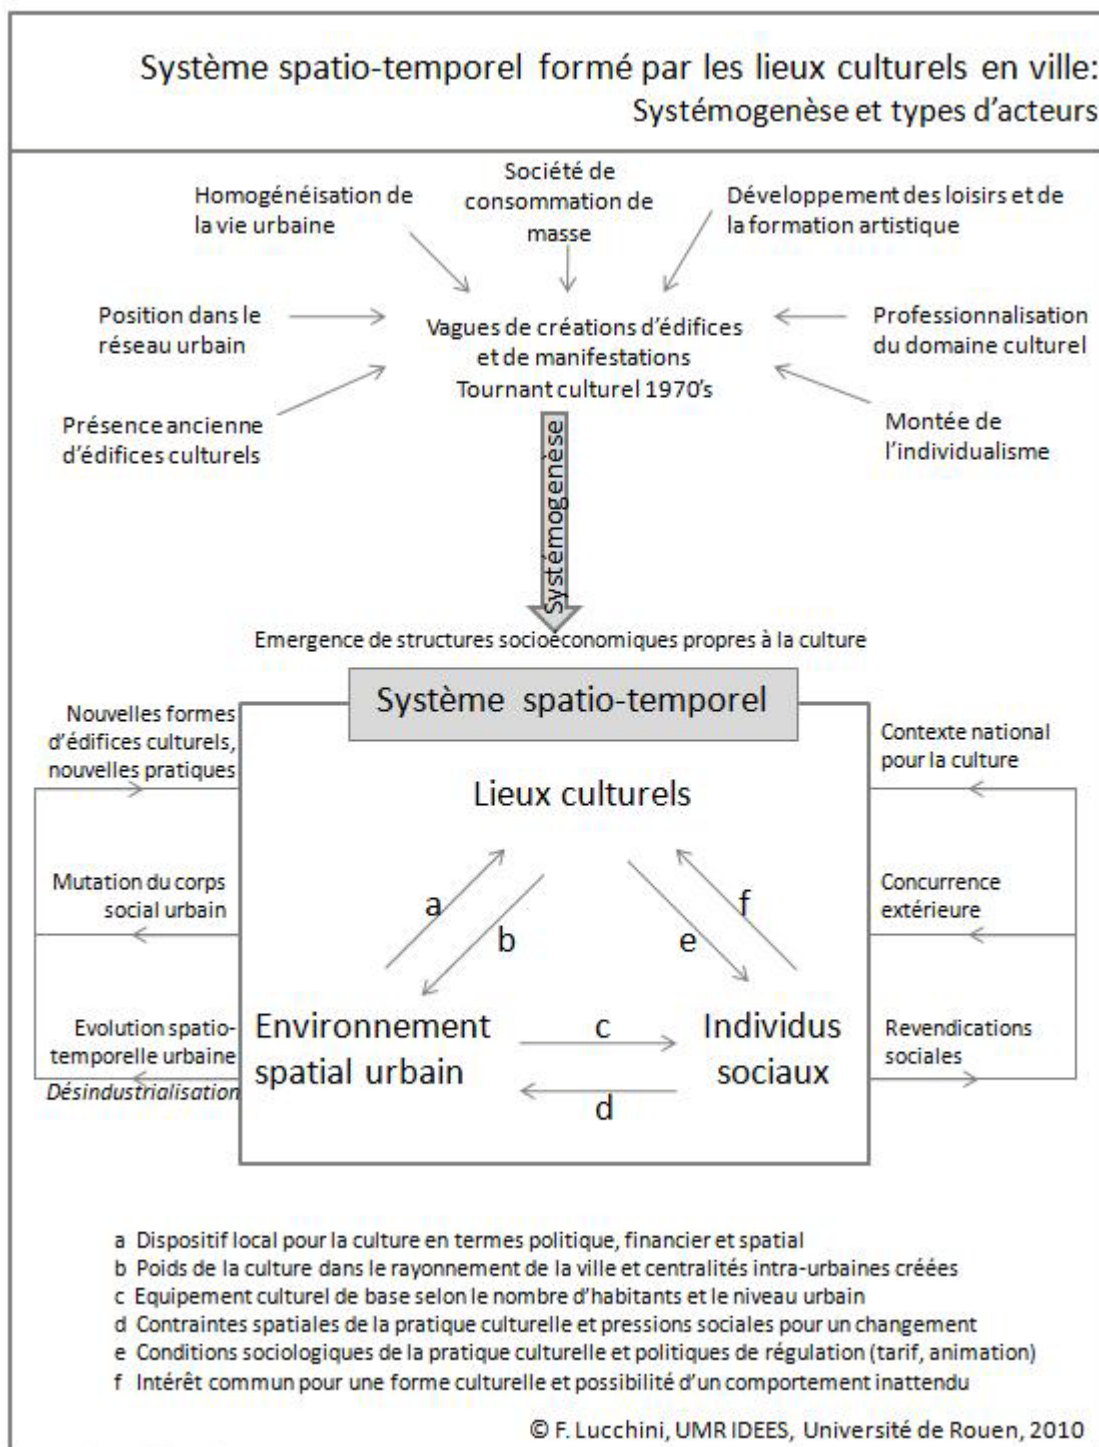 Système spatio-temporel formé par les lieux culturels en ville:
Systémogenèse et types d'acteurs
Homogénéisation de
la vie urbaine
Société de
consommation de
masse
Développement des loisirs et de
la formation artistique
Position dans le
réseau urbain
Vagues de créations d'édifices
et de manifestations
Tournant culturel 1970's
Professionnalisation
du domaine culturel
Présence ancienne
d'édifices culturels
Montée de
l'individualisme
Systémogenèse
Emergence de structures socioéconomiques propres à la culture
Système spatio-temporel
Nouvelles formes
d'édifices culturels,
nouvelles pratiques
Mutation du corps
social urbain
Evolution spatio-
temporelle urbaine
Désindustrialisation
Lieux culturels
a
b
f
e
Environnement
spatial urbain
c
d
Individus
sociaux
Contexte national
pour la culture
Concurrence
extérieure
Revendications
sociales
a Dispositif local pour la culture en termes politique, financier et spatial
b Poids de la culture dans le rayonnement de la ville et centralités intra-urbaines créées
c Equipement culturel de base selon le nombre d'habitants et le niveau urbain
d Contraintes spatiales de la pratique culturelle et pressions sociales pour un changement
e Conditions sociologiques de la pratique culturelle et politiques de régulation (tarif, animation)
f Intérêt commun pour une forme culturelle et possibilité d'un comportement inattendu
© F. Lucchini, UMR IDEES, Université de Rouen, 2010